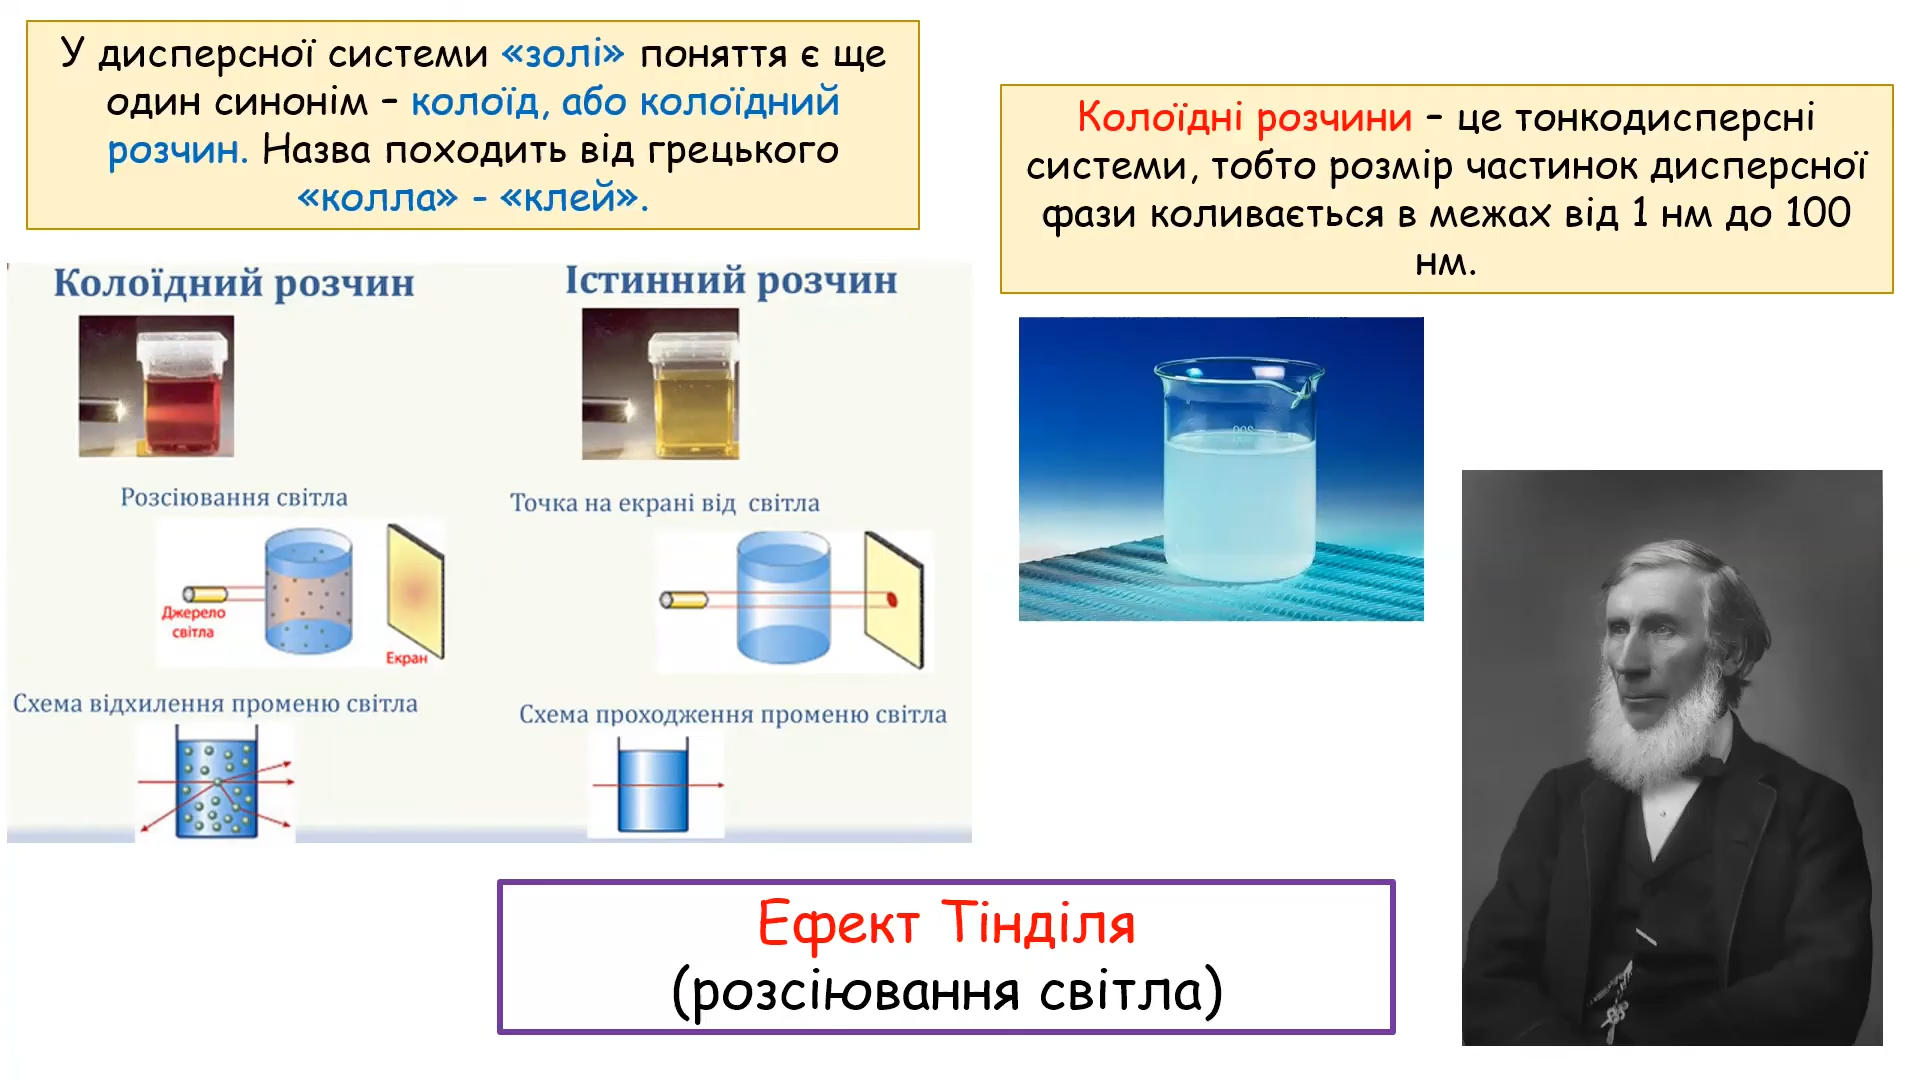 У дисперсної системи «золі» поняття є ще
один синонім – колоїд, або колоїдний
розчин. Назва походить від грецького
«колла» - «клей».
Колоїдні розчини – це тонкодисперсні
системи, тобто розмір частинок дисперсної
фази коливається в межах від 1 нм до 100
нм.
Колоїдний розчин
Істинний розчин
Розсіювання світла
Точка на екрані від світла
Джерело
світла
Екран
Схема відхилення променю світла
Схема проходження променю світла
Ефект Тінділя
(розсіювання світла)